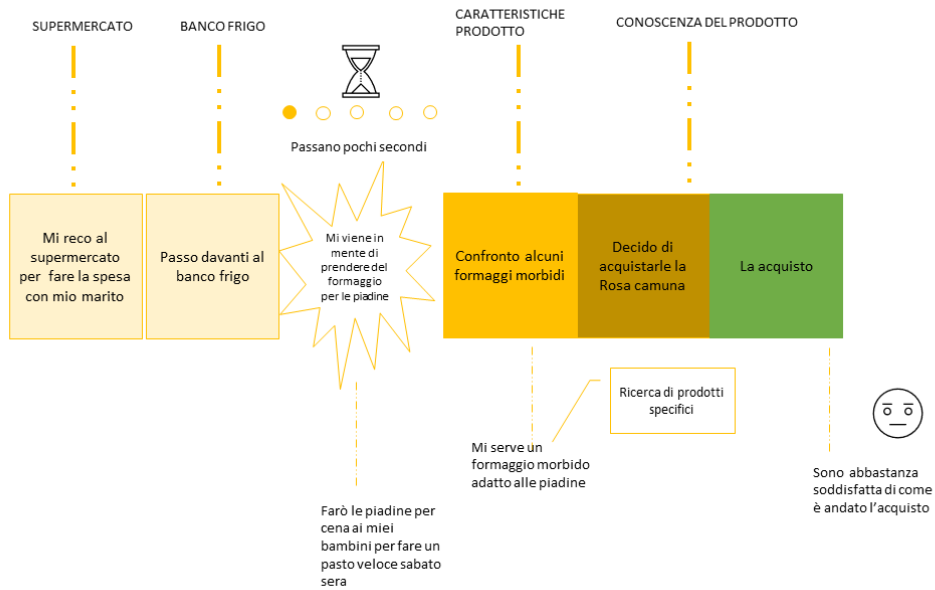 SUPERMERCATO
BANCO FRIGO
CARATTERISTICHE
PRODOTTO
CONOSCENZA DEL PRODOTTO
Passano pochi secondi
Mi reco al
supermercato
per fare la spesa
con mio marito
Passo davanti al
banco frigo
Mi viene in
mente di
prendere del
formaggio
per le piadine
Confronto alcuni
formaggi morbidi
Decido di
acquistarle la
Rosa camuna
La acquisto
Ricerca di prodotti
specifici
Mi serve un
formaggio morbido
adatto alle piadine
Sono abbastanza
soddisfatta di come
è andato l’acquisto
Farò le piadine per
cena ai miei
bambini per fare un
pasto veloce sabato
sera